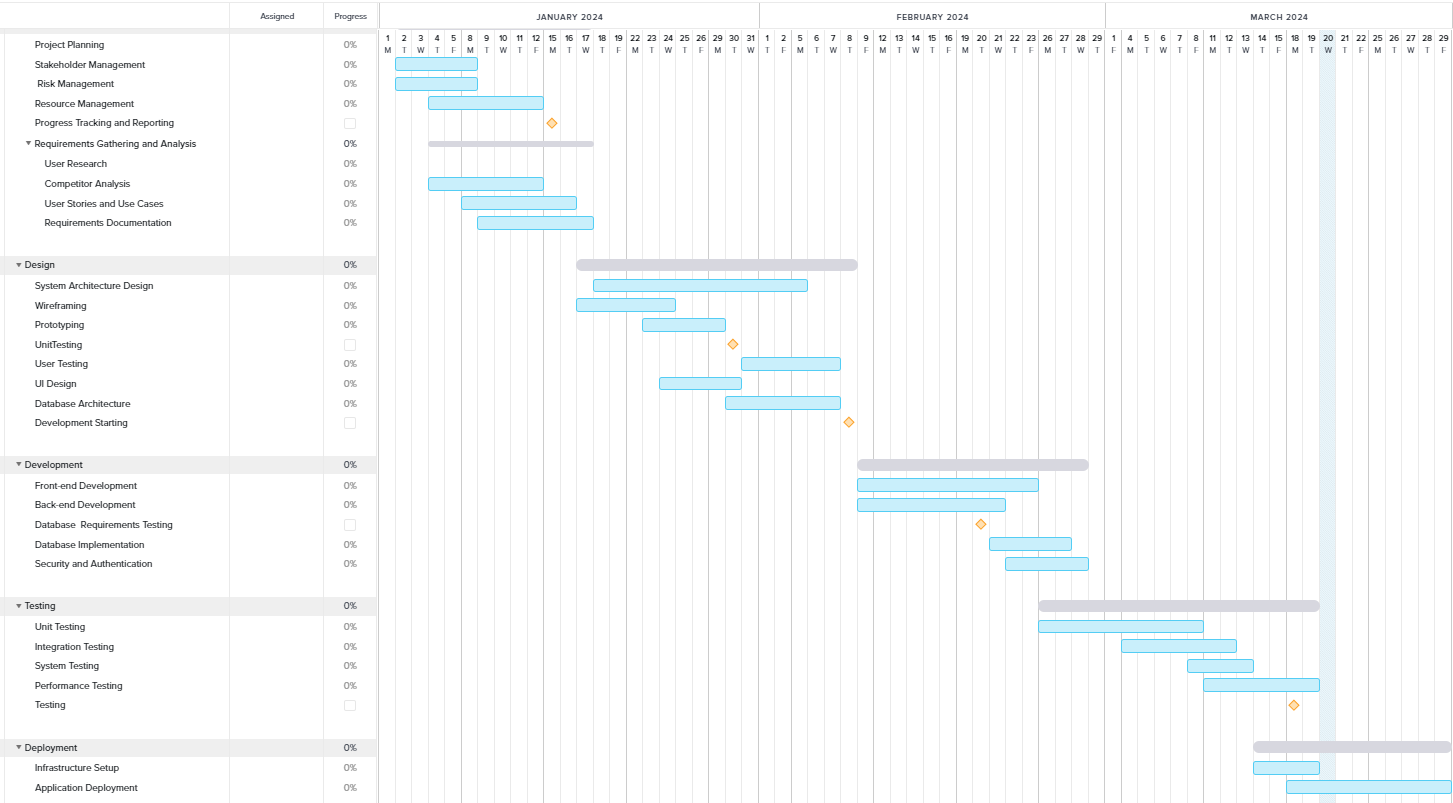 Assigned Progress JANUARY 2024 FEBRUARY 2024 MARCH 2024
1 2 3 4 5 8 9 10 11 12 15 16 17 18 19 22 23 24 25 26 29 30 31 1 2 5 6 7 8 9 12 13 14 15 16 19 20 21 22 23 26 27 28 29 1 4 5 6 7 8 11 12 13 14 15 18 19 20 21 22 25 26 27 28 29
M T W T F M T W T F M T W T F M T W T F M T W T F M T W T F M T W T F M T W T F M T W T F M T W T F M T W T F M T W T F M T W T F
Project Planning 0%
Stakeholder Management 0%
Risk Management 0%
Resource Management 0%
Progress Tracking and Reporting
Requirements Gathering and Analysis 0%
User Research 0%
Competitor Analysis 0%
User Stories and Use Cases 0%
Requirements Documentation 0%
Design 0%
System Architecture Design 0%
Wireframing 0%
Prototyping 0%
UnitTesting
User Testing 0%
UI Design 0%
Database Architecture 0%
Development Starting
Development 0%
Front-end Development 0%
Back-end Development 0%
Database Requirements Testing
Database Implementation 0%
Security and Authentication 0%
Testing 0%
Unit Testing 0%
Integration Testing 0%
System Testing 0%
Performance Testing 0%
Testing
Deployment 0%
Infrastructure Setup 0%
Application Deployment 0%